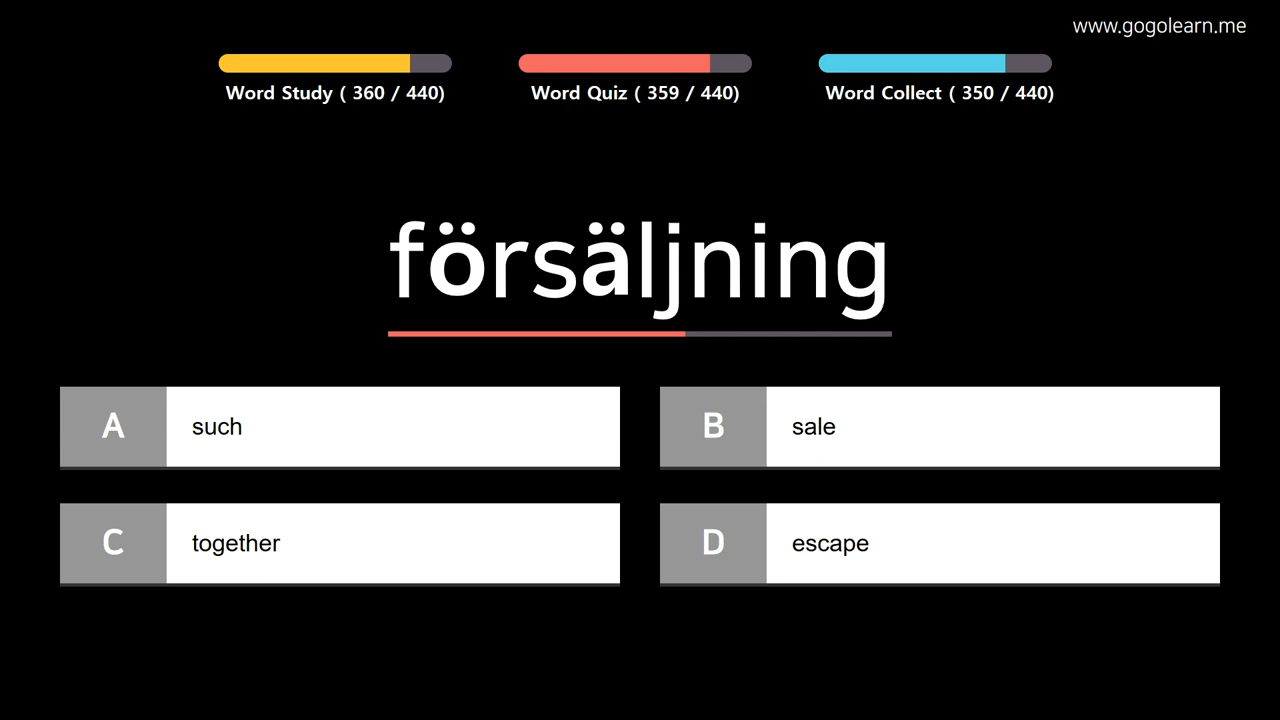 www.gogolearn.me
Word Study ( 360 / 440)
Word Quiz ( 359 / 440)
Word Collect ( 350 / 440)
försäljning
A such
B sale
C together
D escape